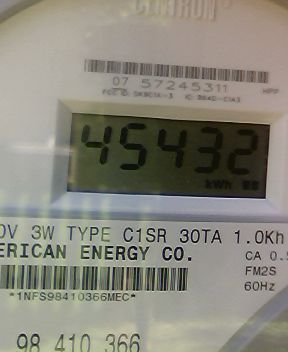 CENTRON
07 57245311
45432
kWh
0V 3W TYPE C1SR 30TA 1.0Kh
ERICAN ENERGY CO.
CA 0.5
FM2S
60Hz
*1NFS98410366MEC*
98 410 366